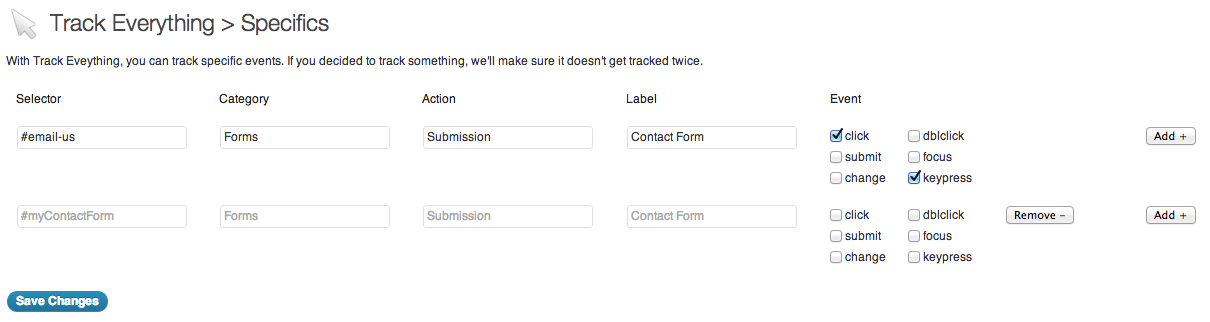 Track Everything > Specifics
With Track Eveything, you can track specific events. If you decided to track something, we'll make sure it doesn't get tracked twice.
Selector Category Action Label Event
#email-us Forms Submission Contact Form click dblclick Add +
submit focus
change keypress
#myContactForm Forms Submission Contact Form click dblclick Remove – Add +
submit focus
change keypress
Save Changes